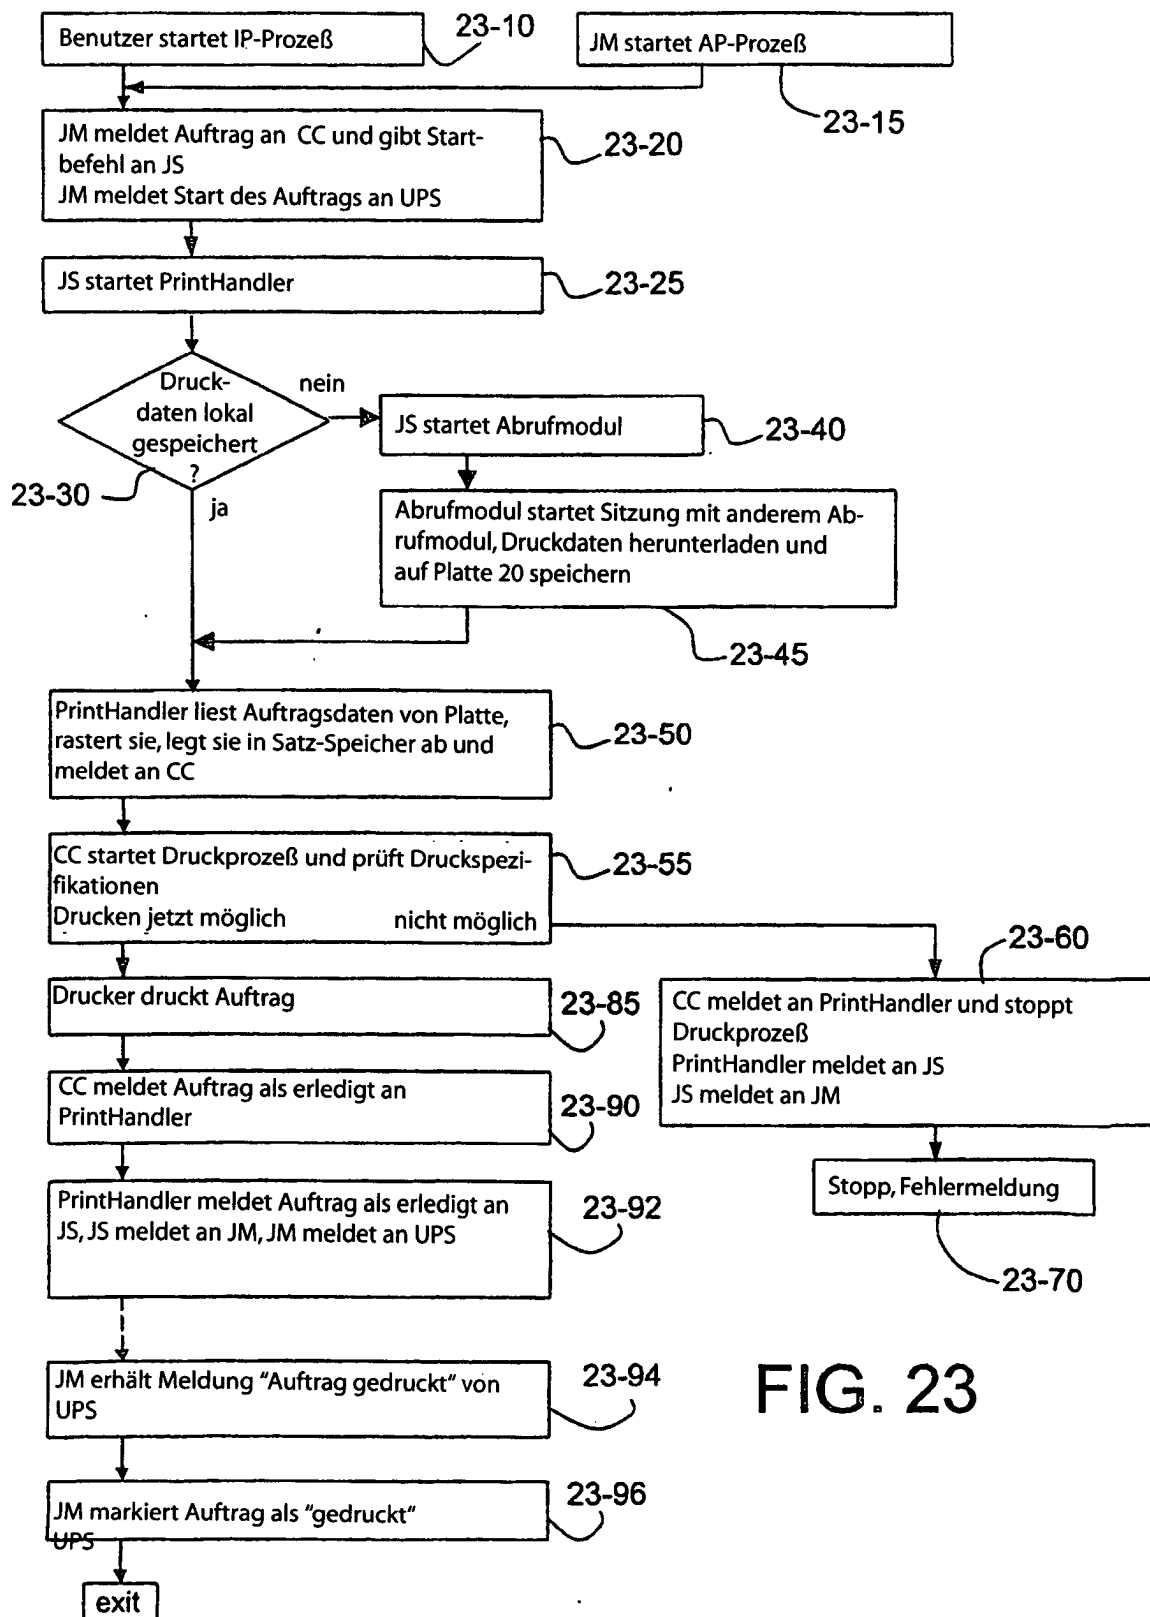 Benutzer startet IP-Prozeß
23-10
JM startet AP-Prozeß
23-15
JM meldet Auftrag an CC und gibt Start-
befehl an JS
JM meldet Start des Auftrags an UPS
23-20
JS startet PrintHandler
23-25
Druck-
daten lokal
gespeichert
?
23-30
nein
ja
JS startet Abrufmodul
23-40
Abrufmodul startet Sitzung mit anderem Ab-
rufmodul, Druckdaten herunterladen und
auf Platte 20 speichern
23-45
PrintHandler liest Auftragsdaten von Platte,
rastert sie, legt sie in Satz-Speicher ab und
meldet an CC
23-50
CC startet Druckprozeß und prüft Druckspezi-
fikationen
Drucken jetzt möglich nicht möglich
23-55
23-60
CC meldet an PrintHandler und stoppt
Druckprozeß
PrintHandler meldet an JS
JS meldet an JM
Drucker druckt Auftrag
23-85
CC meldet Auftrag als erledigt an
PrintHandler
23-90
Stopp, Fehlermeldung
23-70
PrintHandler meldet Auftrag als erledigt an
JS, JS meldet an JM, JM meldet an UPS
23-92
JM erhält Meldung "Auftrag gedruckt" von
UPS
23-94
FIG. 23
JM markiert Auftrag als "gedruckt"
UPS
23-96
exit